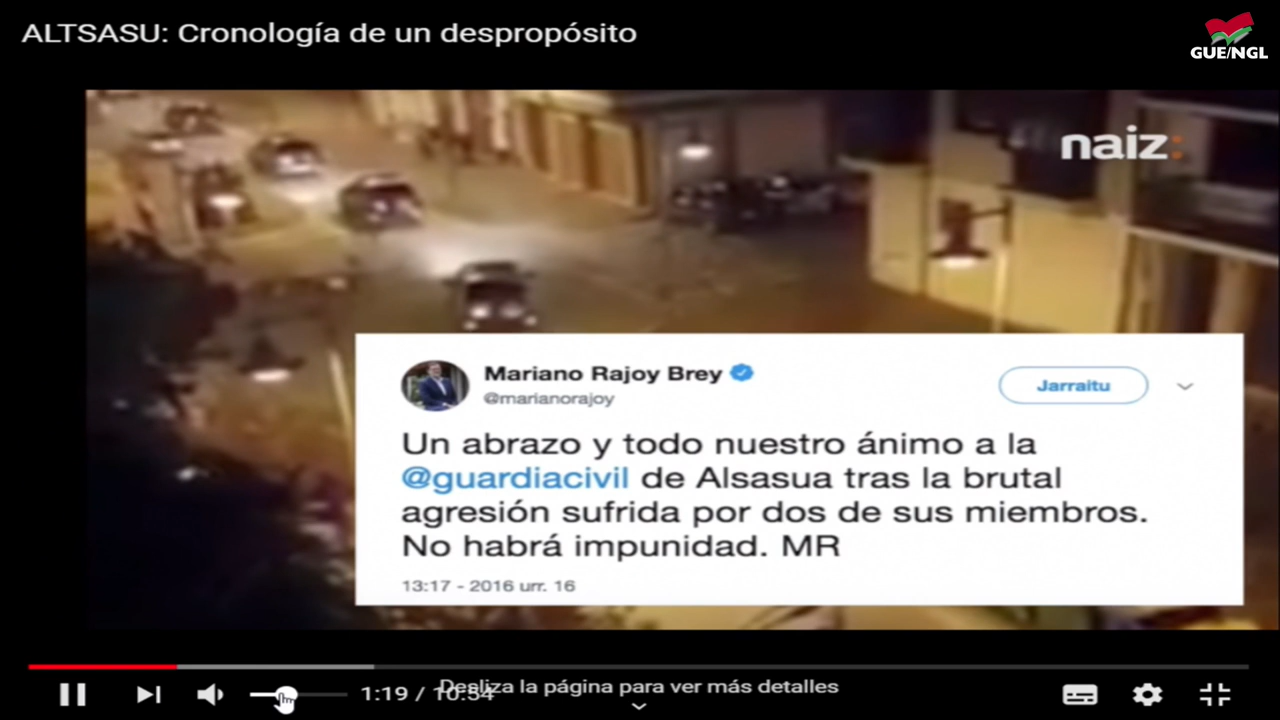 ALTSASU: Cronología de un despropósito
GUE/NGL
naiz:
Mariano Rajoy Brey
@marianorajoy
Jarraitu
Un abrazo y todo nuestro ánimo a la
@guardiacivil de Alsasua tras la brutal
agresión sufrida por dos de sus miembros.
No habrá impunidad. MR
13:17 - 2016 urr. 16
1:19 / 10:54
Desliza la página para ver más detalles